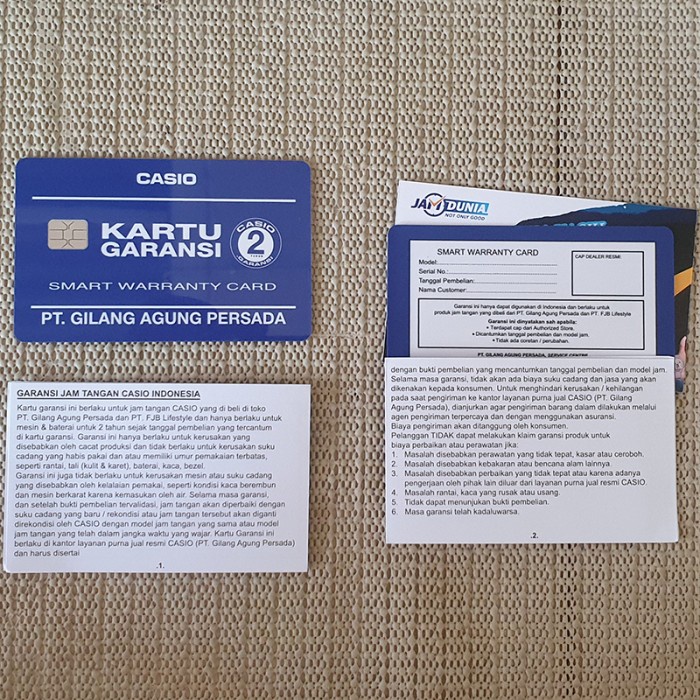 CASIO
KARTU
GARANSI
CASIO
2
TAHUN
GARANSI
SMART WARRANTY CARD
PT. GILANG AGUNG PERSADA
GARANSI JAM TANGAN CASIO INDONESIA
Kartu garansi ini berlaku untuk jam tangan CASIO yang di beli di toko
PT. Gilang Agung Persada dan PT. FJB Lifestyle dan hanya berlaku untuk
mesin & baterai untuk 2 tahun sejak tanggal pembelian yang tercantum
di kartu garansi. Garansi ini hanya berlaku untuk kerusakan yang
disebabkan oleh cacat produksi dan tidak berlaku untuk kerusakan suku
cadang yang habis pakai dan atau memiliki umur pemakaian terbatas,
seperti rantai, tali (kulit & karet), baterai, kaca, bezel.
Garansi ini juga tidak berlaku untuk kerusakan mesin atau suku cadang
yang disebabkan oleh kelalaian pemakai, seperti kondisi kaca berembun
dan mesin berkarat karena kemasukan oleh air. Selama masa garansi,
dan setelah bukti pembelian tervalidasi, jam tangan akan diperbaiki dengan
suku cadang yang baru / rekondisi atau jam tangan tersebut akan diganti
direkondisi oleh CASIO dengan model jam tangan yang sama atau model
jam tangan yang telah dalam jangka waktu yang wajar. Kartu Garansi ini
berlaku di kantor layanan purna jual resmi CASIO (PT. Gilang Agung Persada)
dan harus disertai
.1.
JAM DUNIA
NOT ONLY GOOD
SMART WARRANTY CARD
Model:
Serial No.:
Tanggal Pembelian:
Nama Customer:
CAP DEALER RESMI
Garansi ini hanya dapat digunakan di Indonesia dan berlaku untuk
produk jam tangan yang dibeli dari PT. Gilang Agung Persada dan PT. FJB Lifestyle
Garansi ini dinyatakan sah apabila:
• Terdapat cap dari Authorized Store.
• Dicantumkan tanggal pembelian dan model jam.
• Tidak ada coretan / perubahan.
PT. GILANG AGUNG PERSADA, SERVICE CENTRE
dengan bukti pembelian yang mencantumkan tanggal pembelian dan model jam.
Selama masa garansi, tidak akan ada biaya suku cadang dan jasa yang akan
dikenakan kepada konsumen. Untuk menghindari kerusakan / kehilangan
pada saat pengiriman ke kantor layanan purna jual CASIO (PT. Gilang
Agung Persada), dianjurkan agar pengiriman barang dalam dilakukan melalui
agen pengiriman terpercaya dan dengan menggunakan asuransi.
Biaya pengiriman akan ditanggung oleh konsumen.
Pelanggan TIDAK dapat melakukan klaim garansi produk untuk
biaya perbaikan atau perawatan jika:
1. Masalah disebabkan perawatan yang tidak tepat, kasar atau ceroboh.
2. Masalah disebabkan kebakaran atau bencana alam lainnya.
3. Masalah disebabkan perbaikan yang tidak tepat atau karena adanya
pengerjaan oleh pihak lain diluar dari layanan purna jual resmi CASIO.
4. Masalah rantai, kaca yang rusak atau usang.
5. Tidak dapat menunjukan bukti pembelian.
6. Masa garansi telah kadaluwarsa.
.2.